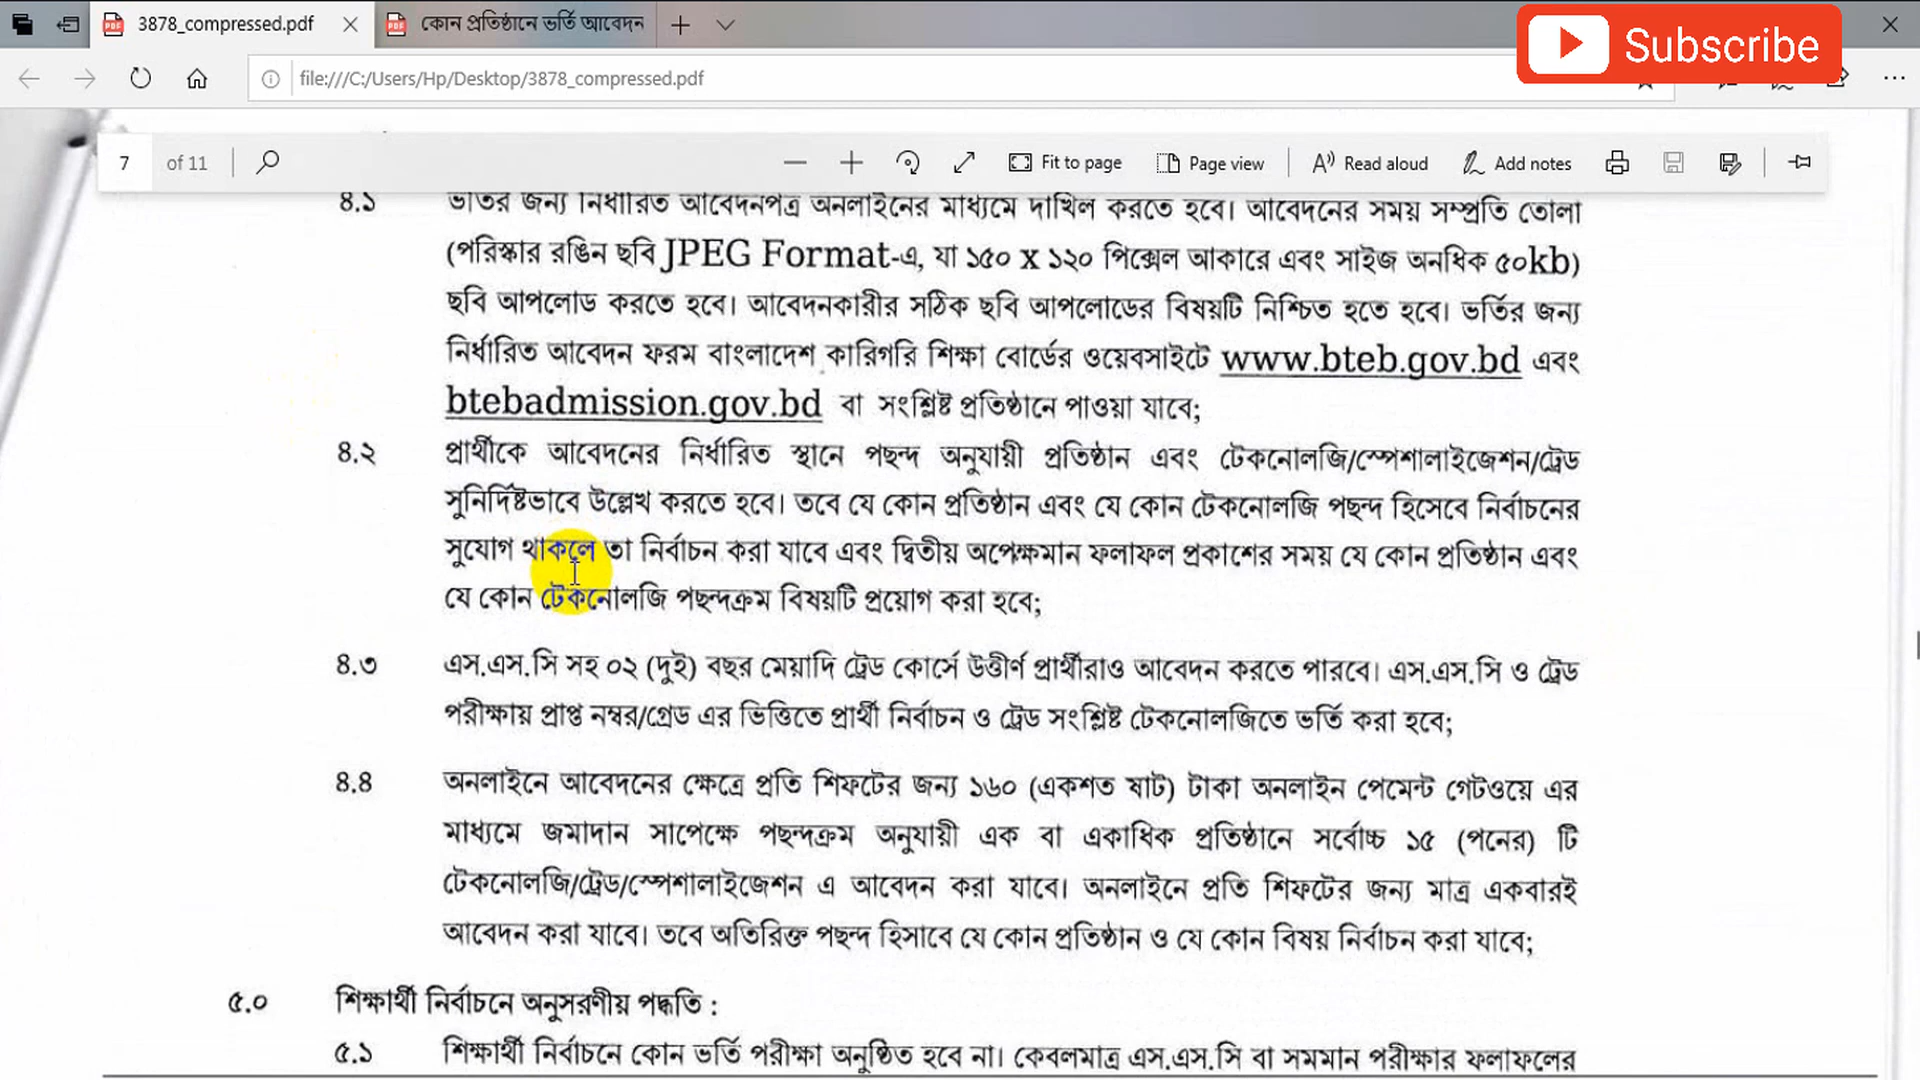 3878_compressed.pdf
কোন প্রতিষ্ঠানে ভর্তি আবেদন
Subscribe
file:///C:/Users/Hp/Desktop/3878_compressed.pdf
7 of 11 Fit to page Page view Read aloud Add notes
৪.১ ভর্তির জন্য নির্ধারিত আবেদনপত্র অনলাইনের মাধ্যমে দাখিল করতে হবে। আবেদনের সময় সম্প্রতি তোলা
(পরিস্কার রঙিন ছবি JPEG Format-এ, যা ১৫০ x ১২০ পিক্সেল আকারে এবং সাইজ অনধিক ৫০kb)
ছবি আপলোড করতে হবে। আবেদনকারীর সঠিক ছবি আপলোডের বিষয়টি নিশ্চিত হতে হবে। ভর্তির জন্য
নির্ধারিত আবেদন ফরম বাংলাদেশ কারিগরি শিক্ষা বোর্ডের ওয়েবসাইটে www.bteb.gov.bd এবং
btebadmission.gov.bd বা সংশ্লিষ্ট প্রতিষ্ঠানে পাওয়া যাবে;
৪.২ প্রার্থীকে আবেদনের নির্ধারিত স্থানে পছন্দ অনুযায়ী প্রতিষ্ঠান এবং টেকনোলজি/স্পেশালাইজেশন/ট্রেড
সুনির্দিষ্টভাবে উল্লেখ করতে হবে। তবে যে কোন প্রতিষ্ঠান এবং যে কোন টেকনোলজি পছন্দ হিসেবে নির্বাচনের
সুযোগ থাকলে তা নির্বাচন করা যাবে এবং দ্বিতীয় অপেক্ষমান ফলাফল প্রকাশের সময় যে কোন প্রতিষ্ঠান এবং
যে কোন টেকনোলজি পছন্দক্রম বিষয়টি প্রয়োগ করা হবে;
৪.৩ এস.এস.সি সহ ০২ (দুই) বছর মেয়াদি ট্রেড কোর্সে উত্তীর্ণ প্রার্থীরাও আবেদন করতে পারবে। এস.এস.সি ও ট্রেড
পরীক্ষায় প্রাপ্ত নম্বর/গ্রেড এর ভিত্তিতে প্রার্থী নির্বাচন ও ট্রেড সংশ্লিষ্ট টেকনোলজিতে ভর্তি করা হবে;
৪.৪ অনলাইনে আবেদনের ক্ষেত্রে প্রতি শিফটের জন্য ১৬০ (একশত ষাট) টাকা অনলাইন পেমেন্ট গেটওয়ে এর
মাধ্যমে জমাদান সাপেক্ষে পছন্দক্রম অনুযায়ী এক বা একাধিক প্রতিষ্ঠানে সর্বোচ্চ ১৫ (পনের) টি
টেকনোলজি/ট্রেড/স্পেশালাইজেশন এ আবেদন করা যাবে। অনলাইনে প্রতি শিফটের জন্য মাত্র একবারই
আবেদন করা যাবে। তবে অতিরিক্ত পছন্দ হিসাবে যে কোন প্রতিষ্ঠান ও যে কোন বিষয় নির্বাচন করা যাবে;
৫.০ শিক্ষার্থী নির্বাচনে অনুসরণীয় পদ্ধতি :
৫.১ শিক্ষার্থী নির্বাচনে কোন ভর্তি পরীক্ষা অনুষ্ঠিত হবে না। কেবলমাত্র এস.এস.সি বা সমমান পরীক্ষার ফলাফলের